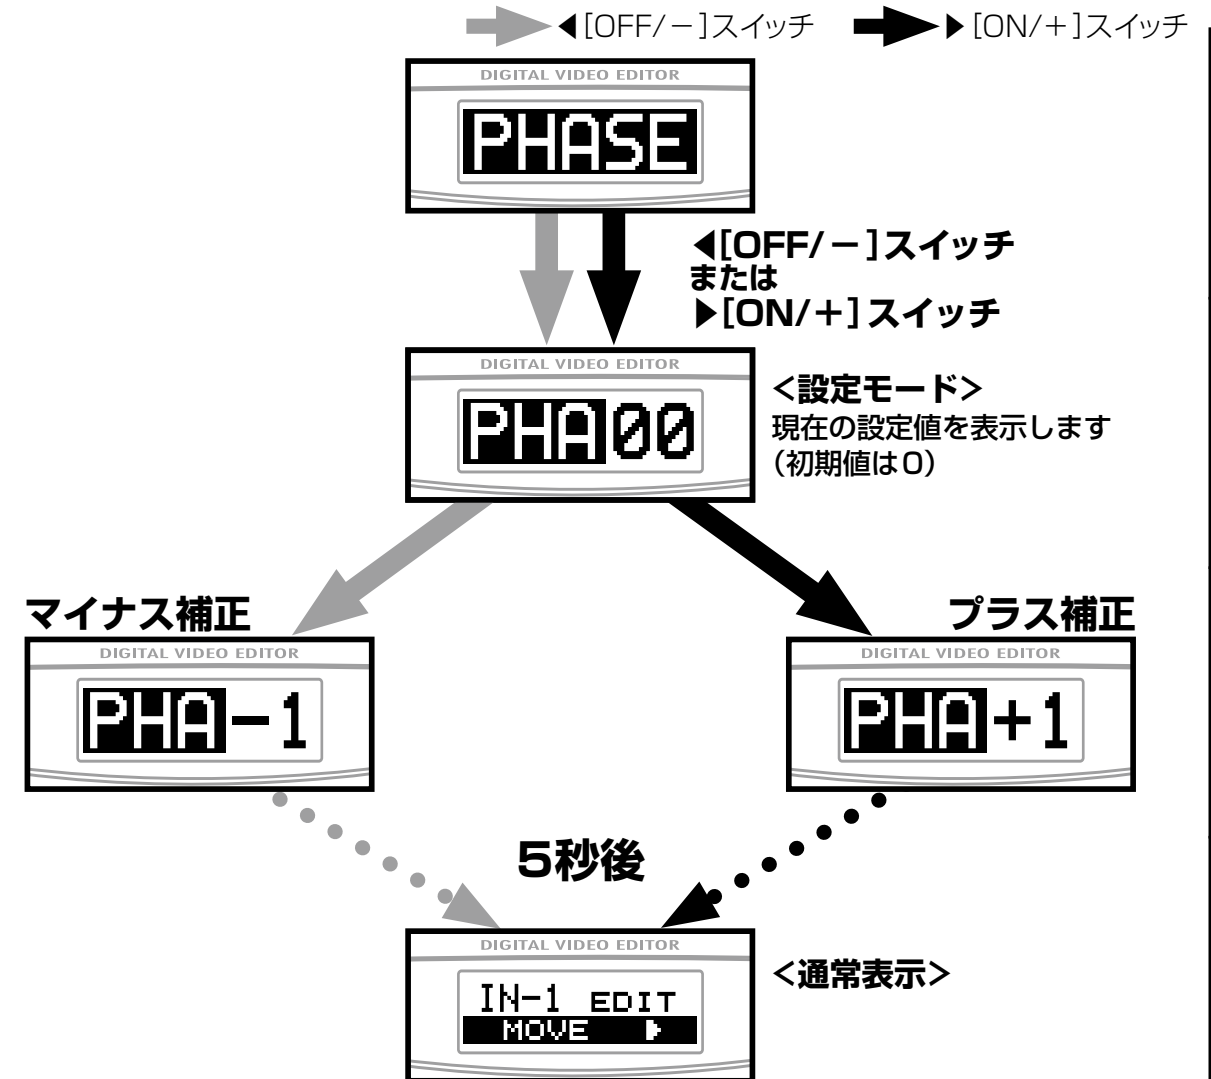 ◀[OFF/−]スイッチ ▶[ON/+]スイッチ
DIGITAL VIDEO EDITOR
PHASE
◀[OFF/−]スイッチ
または
▶[ON/+]スイッチ
DIGITAL VIDEO EDITOR
PHA00
<設定モード>
現在の設定値を表示します
(初期値は0)
マイナス補正
DIGITAL VIDEO EDITOR
PHA-1
プラス補正
DIGITAL VIDEO EDITOR
PHA+1
5秒後
DIGITAL VIDEO EDITOR
IN-1 EDIT
MOVE ▶
<通常表示>